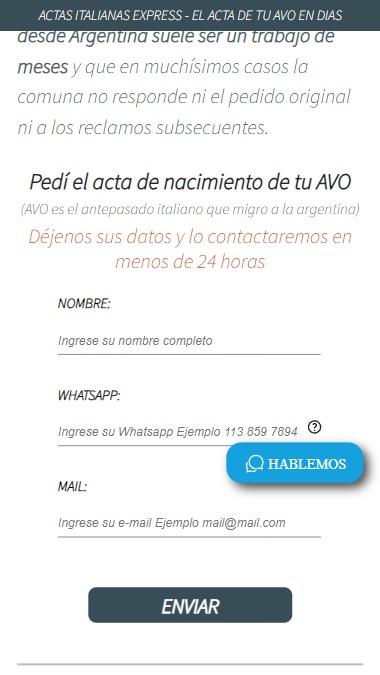 ACTAS ITALIANAS EXPRESS - EL ACTA DE TU AVO EN DIAS
desde Argentina suele ser un trabajo de
meses y que en muchísimos casos la
comuna no responde ni el pedido original
ni a los reclamos subsecuentes.
Pedí el acta de nacimiento de tu AVO
(AVO es el antepasado italiano que migro a la argentina)
Déjenos sus datos y lo contactaremos en
menos de 24 horas
NOMBRE:
Ingrese su nombre completo
WHATSAPP:
Ingrese su Whatsapp Ejemplo 113 859 7894
HABLEMOS
MAIL:
Ingrese su e-mail Ejemplo mail@mail.com
ENVIAR